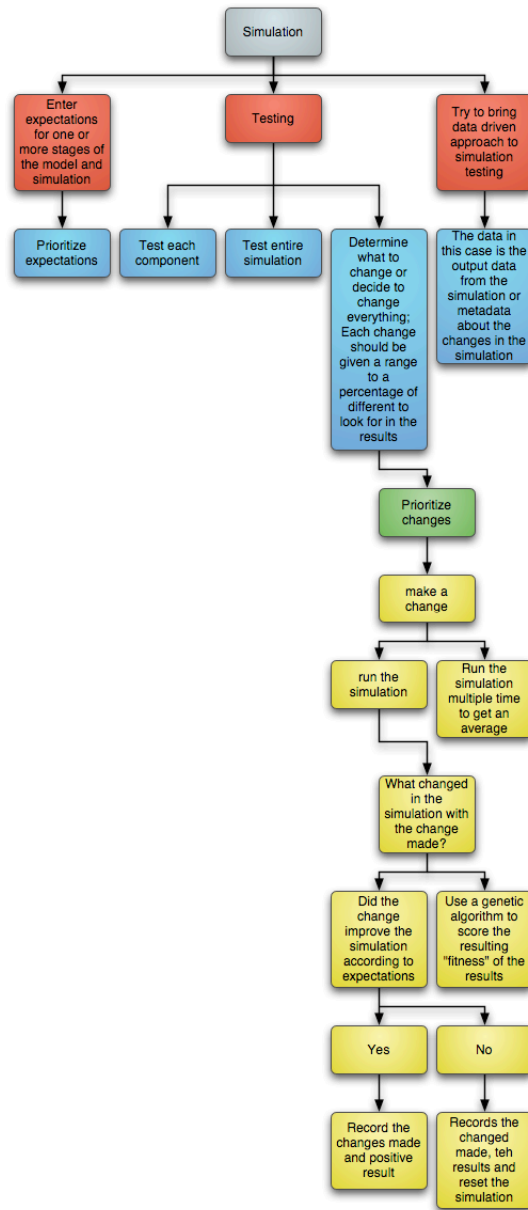 Simulation
Enter
expectations
for one or
more stages
of the model
and
simulation
Testing
Try to bring
data driven
approach to
simulation
testing
Prioritize
expectations
Test each
component
Test entire
simulation
Determine
what to
change or
decide to
change
everything;
Each change
should be
given a range
to a
percentage of
different to
look for in the
results
The data in
this case is the
output data
from the
simulation or
metadata
about the
changes in the
simulation
Prioritize
changes
make a
change
run the
simulation
Run the
simulation
multiple time
to get an
average
What changed
in the
simulation with
the change
made?
Did the
change
improve the
simulation
according to
expectations
Use a genetic
algorithm to
score the
resulting
"fitness" of the
results
Yes
No
Record the
changes made
and positive
result
Records the
changed
made, teh
results and
reset the
simulation